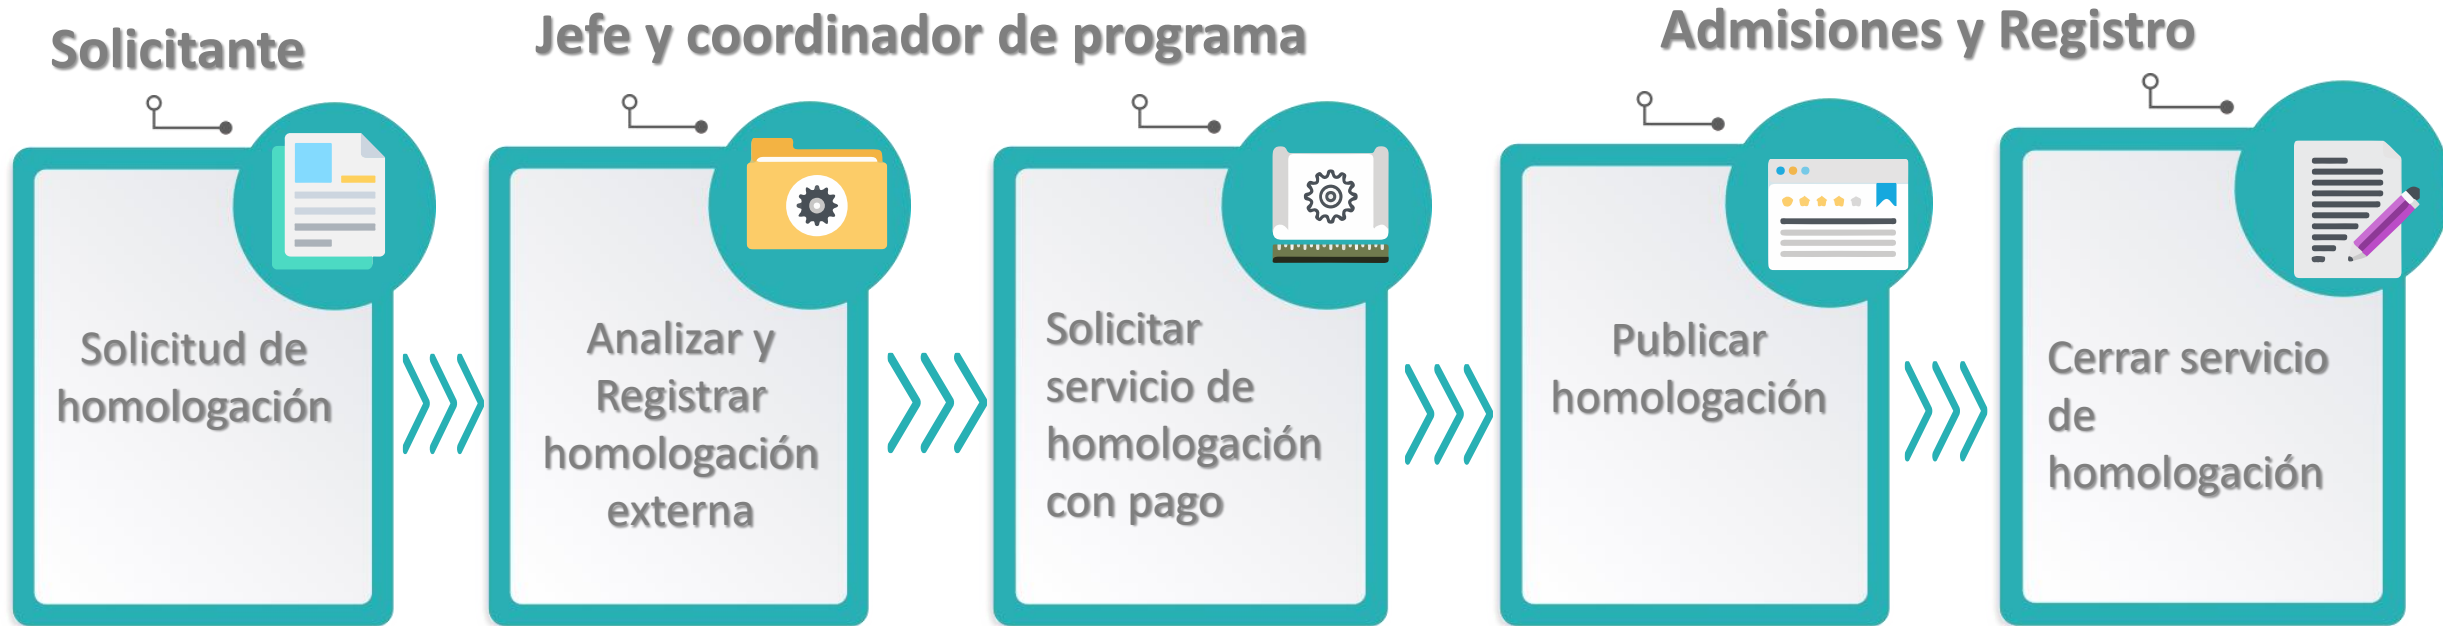 Solicitante
Jefe y coordinador de programa
Admisiones y Registro
Solicitud de
homologación
Analizar y
Registrar
homologación
externa
Solicitar
servicio de
homologación
con pago
Publicar
homologación
Cerrar servicio
de
homologación